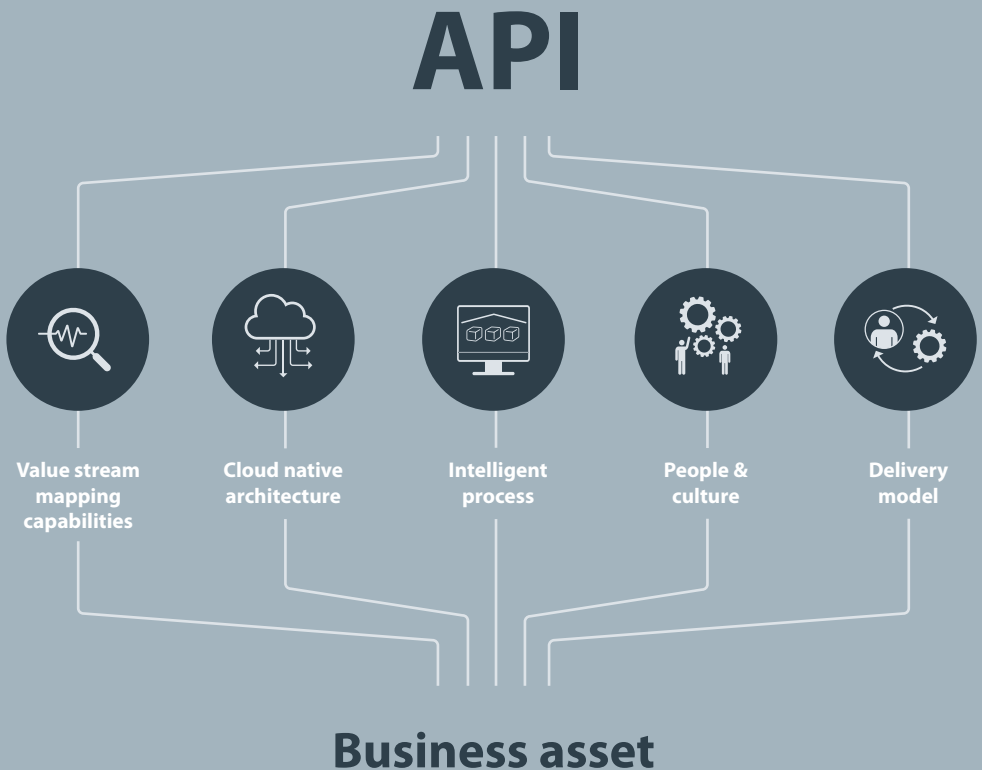 API
Value stream
mapping
capabilities
Cloud native
architecture
Intelligent
process
People &
culture
Delivery
model
Business asset